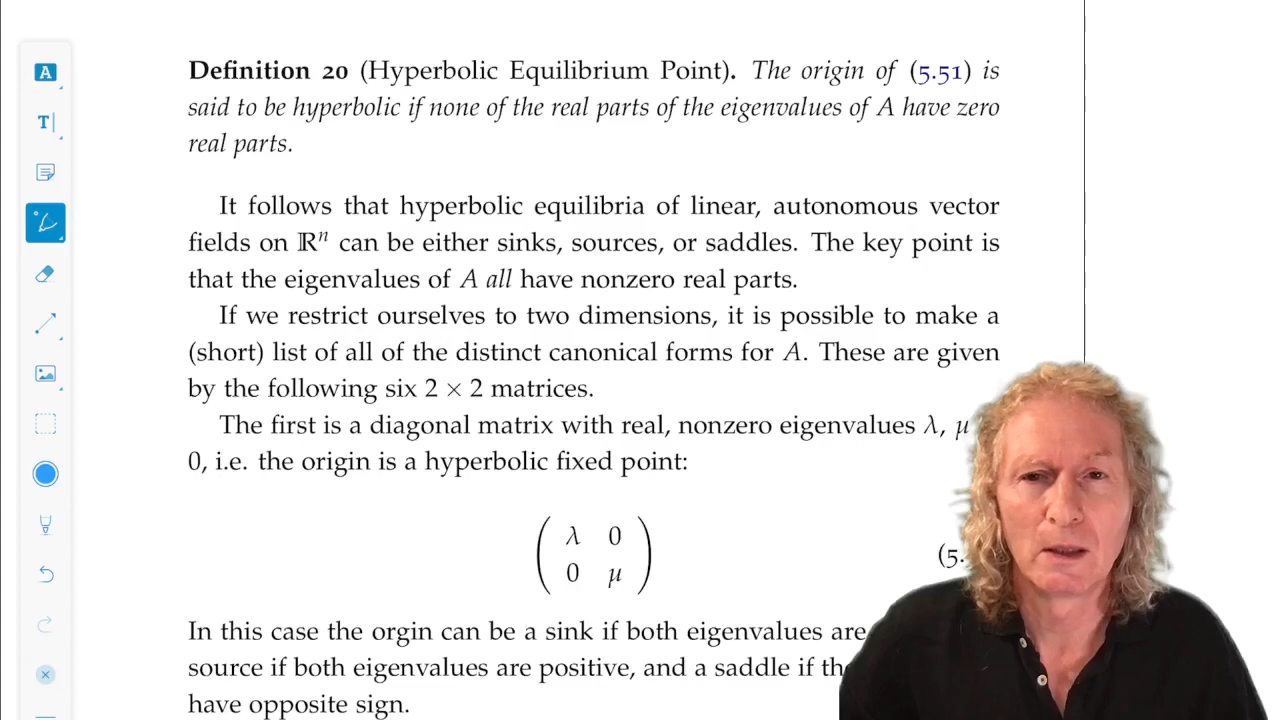 Definition 20 (Hyperbolic Equilibrium Point). The origin of (5.51) is
said to be hyperbolic if none of the real parts of the eigenvalues of A have zero
real parts.
It follows that hyperbolic equilibria of linear, autonomous vector
fields on ℝⁿ can be either sinks, sources, or saddles. The key point is
that the eigenvalues of A all have nonzero real parts.
If we restrict ourselves to two dimensions, it is possible to make a
(short) list of all of the distinct canonical forms for A. These are given
by the following six 2 × 2 matrices.
The first is a diagonal matrix with real, nonzero eigenvalues λ, μ
0, i.e. the origin is a hyperbolic fixed point:
λ 0
0 μ
(5.
In this case the orgin can be a sink if both eigenvalues are
source if both eigenvalues are positive, and a saddle if
have opposite sign.
A
T